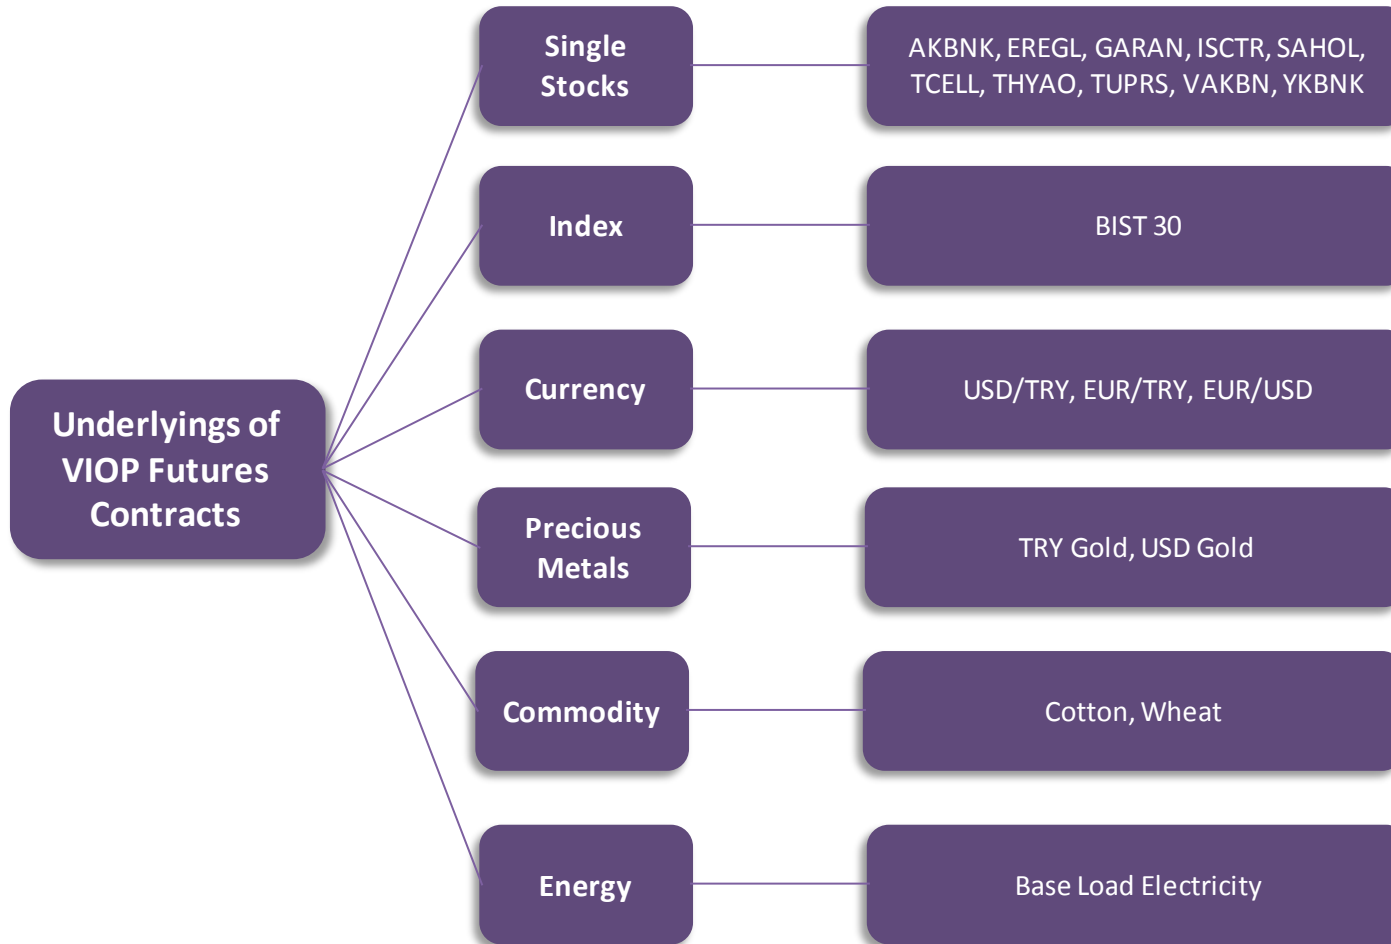 Underlyings of
VIOP Futures
Contracts
Single
Stocks
AKBNK, EREGL, GARAN, ISCTR, SAHOL,
TCELL, THYAO, TUPRS, VAKBN, YKBNK
Index
BIST 30
Currency
USD/TRY, EUR/TRY, EUR/USD
Precious
Metals
TRY Gold, USD Gold
Commodity
Cotton, Wheat
Energy
Base Load Electricity